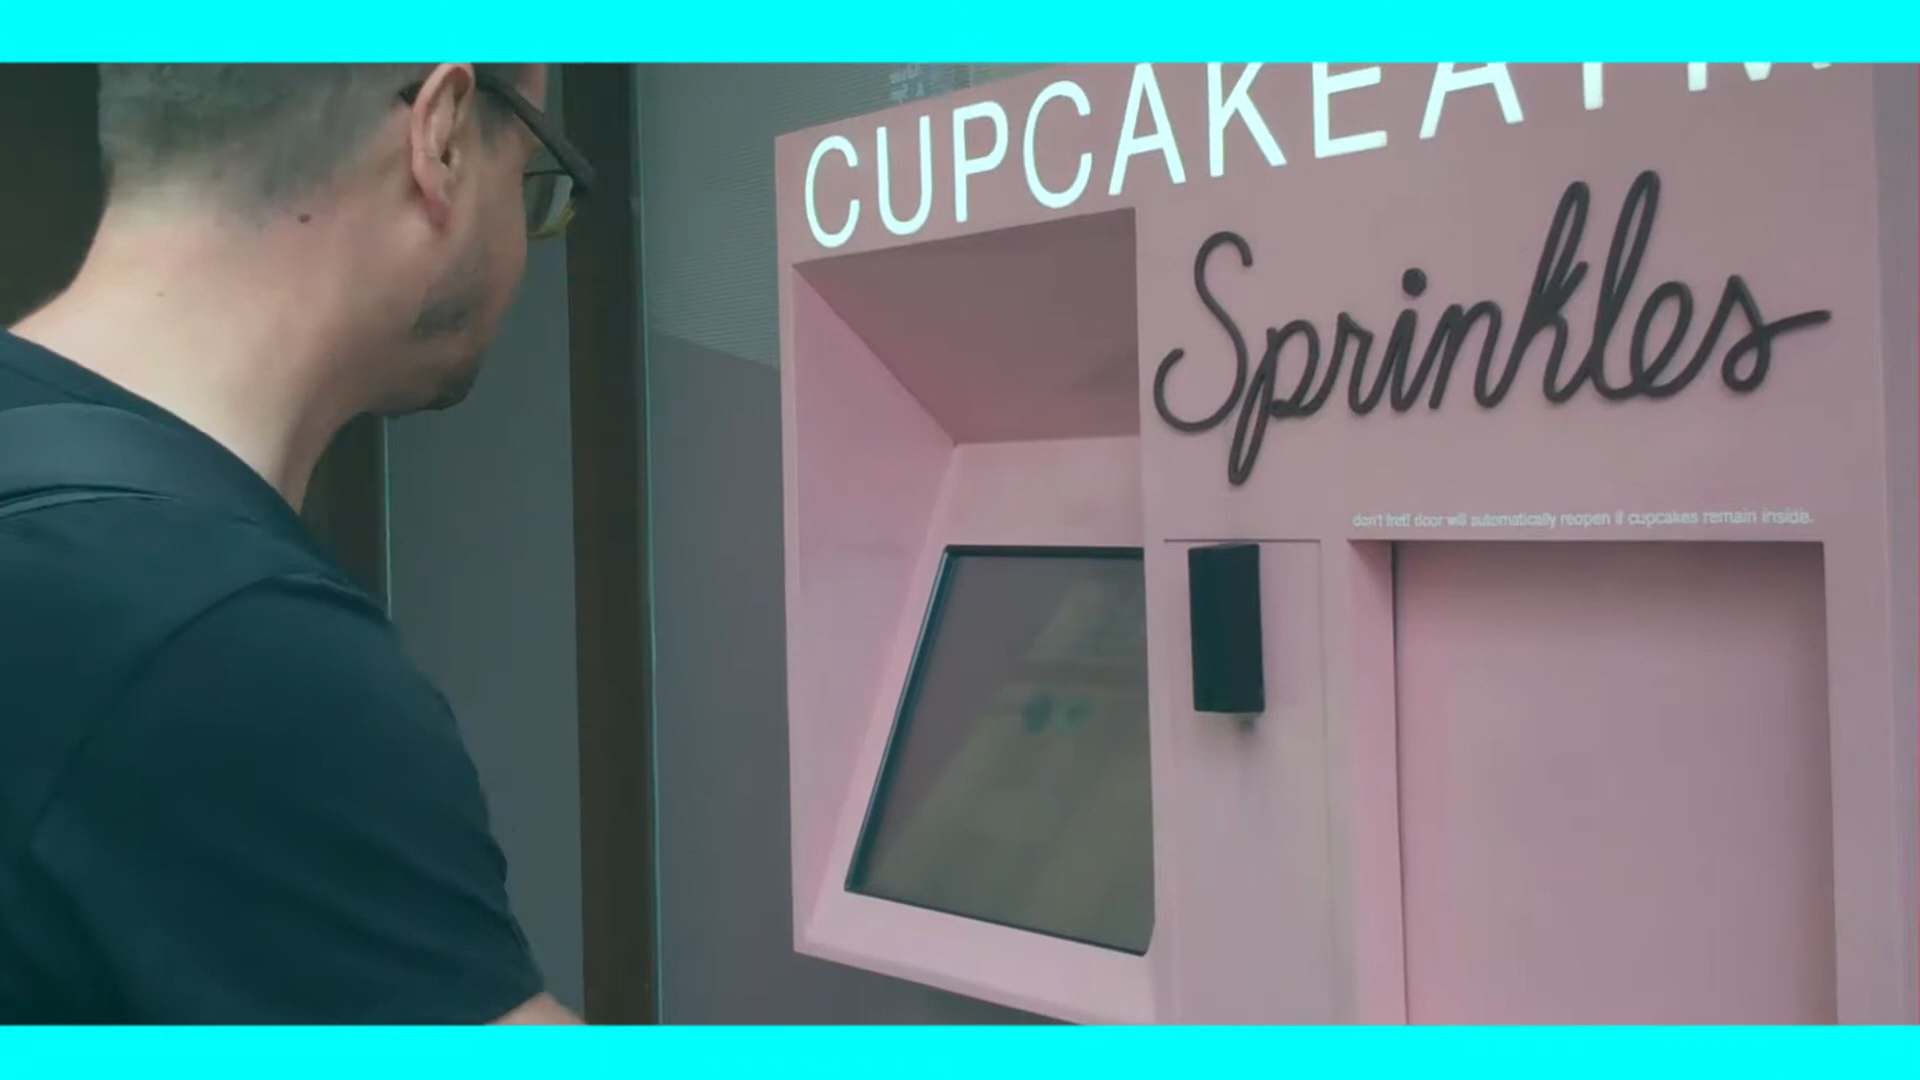 CUPCAKE ATM
Sprinkles
don't fret! door will automatically reopen if cupcakes remain inside.